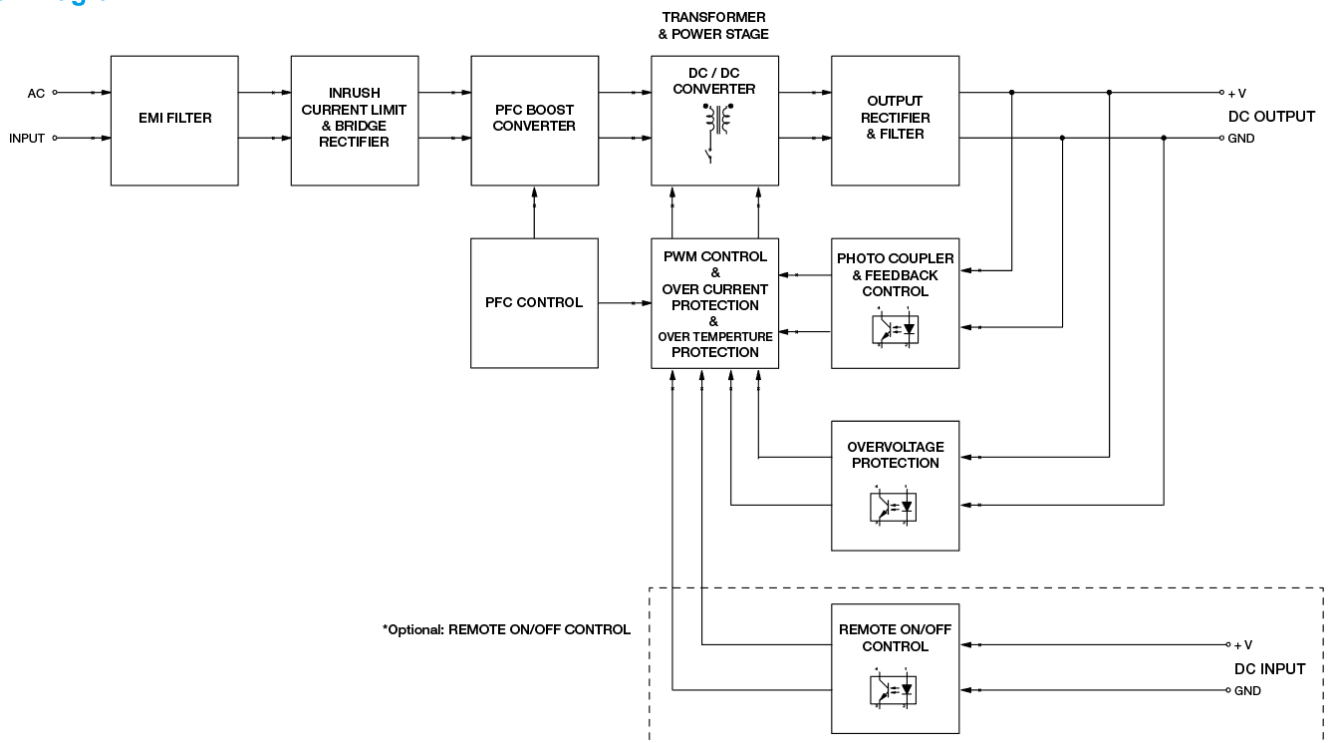 TRANSFORMER
& POWER STAGE
AC
INPUT
EMI FILTER
INRUSH
CURRENT LIMIT
& BRIDGE
RECTIFIER
PFC BOOST
CONVERTER
DC / DC
CONVERTER
OUTPUT
RECTIFIER
& FILTER
+ V
DC OUTPUT
GND
PFC CONTROL
PWM CONTROL
&
OVER CURRENT
PROTECTION
&
OVER TEMPERTURE
PROTECTION
PHOTO COUPLER
& FEEDBACK
CONTROL
OVERVOLTAGE
PROTECTION
*Optional: REMOTE ON/OFF CONTROL
REMOTE ON/OFF
CONTROL
+ V
DC INPUT
GND